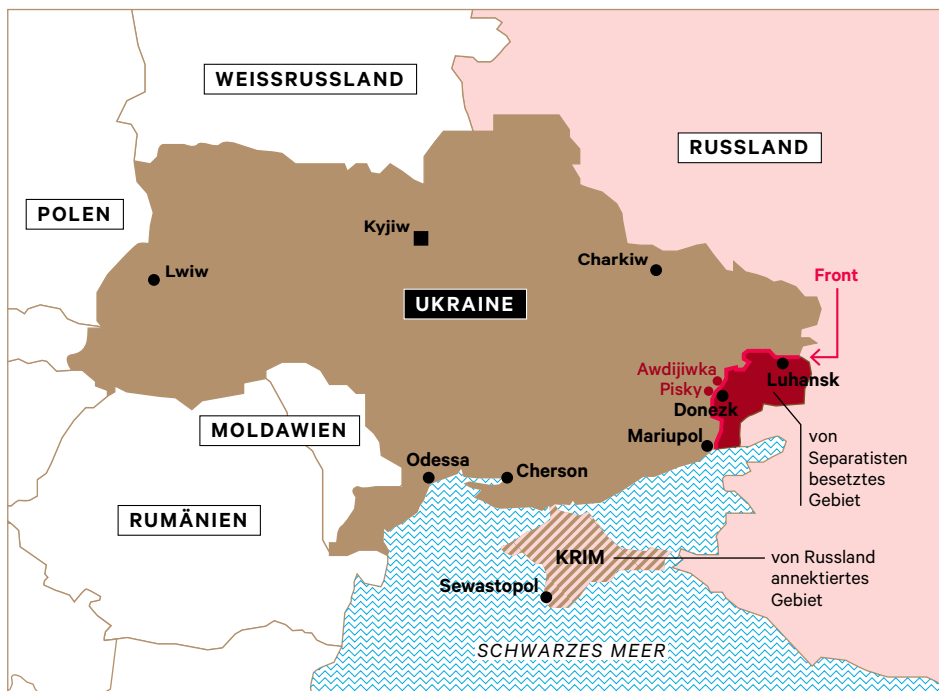 WEISSRUSSLAND
RUSSLAND
POLEN
Kyjiw
Charkiw
Lwiw
Front
UKRAINE
Awdijiwka
Luhansk
Pisky
Donezk
MOLDAWIEN
Mariupol
von
Separatisten
besetztes
Gebiet
Odessa
Cherson
RUMÄNIEN
KRIM
von Russland
annektiertes
Gebiet
Sewastopol
SCHWARZES MEER